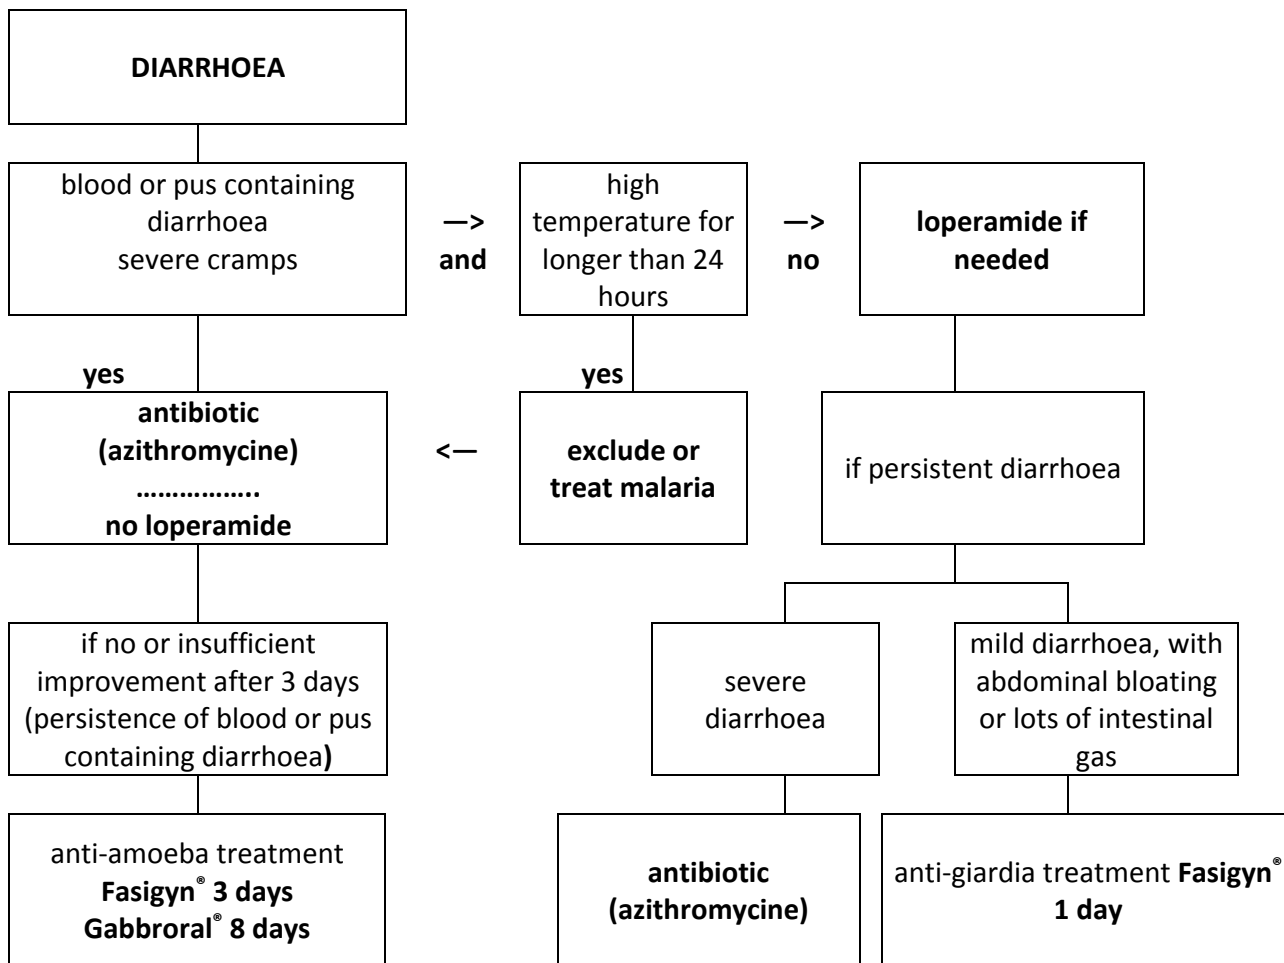 DIARRHOEA
blood or pus containing
diarrhoea
severe cramps
—>
and
high
temperature for
longer than 24
hours
—>
no
loperamide if
needed
yes
yes
antibiotic
(azithromycine)
……………..
no loperamide
<—
exclude or
treat malaria
if persistent diarrhoea
if no or insufficient
improvement after 3 days
(persistence of blood or pus
containing diarrhoea)
severe
diarrhoea
mild diarrhoea, with
abdominal bloating
or lots of intestinal
gas
anti-amoeba treatment
Fasigyn® 3 days
Gabbroral® 8 days
antibiotic
(azithromycine)
anti-giardia treatment Fasigyn®
1 day